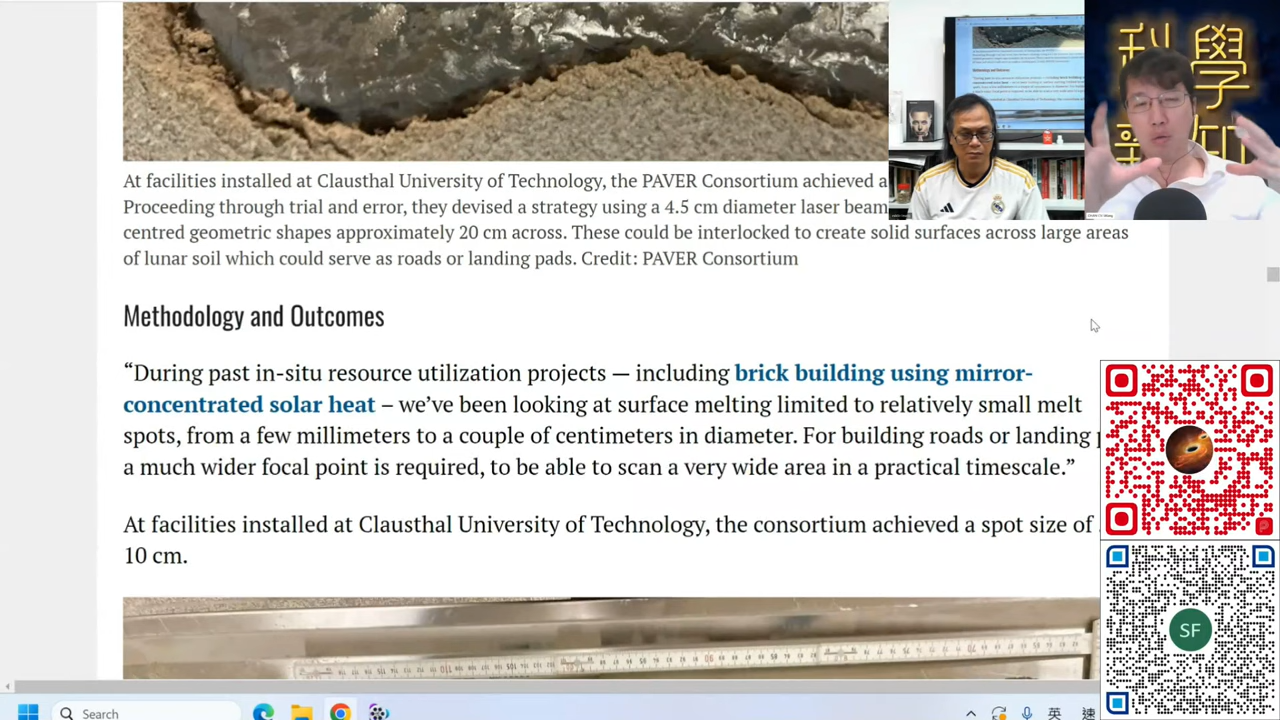 At facilities installed at Clausthal University of Technology, the PAVER Consortium achieved a
Proceeding through trial and error, they devised a strategy using a 4.5 cm diameter laser beam
centred geometric shapes approximately 20 cm across. These could be interlocked to create solid surfaces across large areas
of lunar soil which could serve as roads or landing pads. Credit: PAVER Consortium
科學
新知
Methodology and Outcomes
“During past in-situ resource utilization projects — including brick building using mirror-
concentrated solar heat – we’ve been looking at surface melting limited to relatively small melt
spots, from a few millimeters to a couple of centimeters in diameter. For building roads or landing
a much wider focal point is required, to be able to scan a very wide area in a practical timescale.”
At facilities installed at Clausthal University of Technology, the consortium achieved a spot size of
10 cm.
SF
Search
英
速